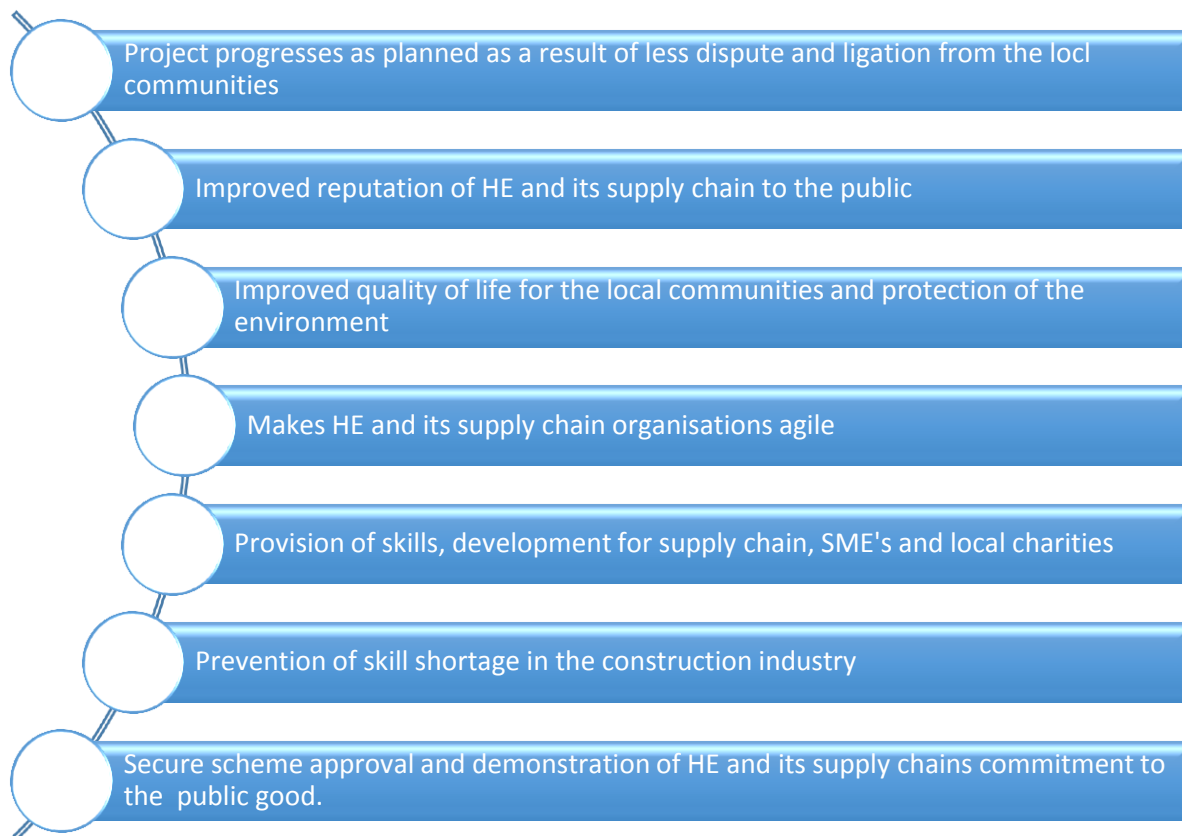 Project progresses as planned as a result of less dispute and ligation from the locl
communities
Improved reputation of HE and its supply chain to the public
Improved quality of life for the local communities and protection of the
environment
Makes HE and its supply chain organisations agile
Provision of skills, development for supply chain, SME's and local charities
Prevention of skill shortage in the construction industry
Secure scheme approval and demonstration of HE and its supply chains commitment to
the  public good.